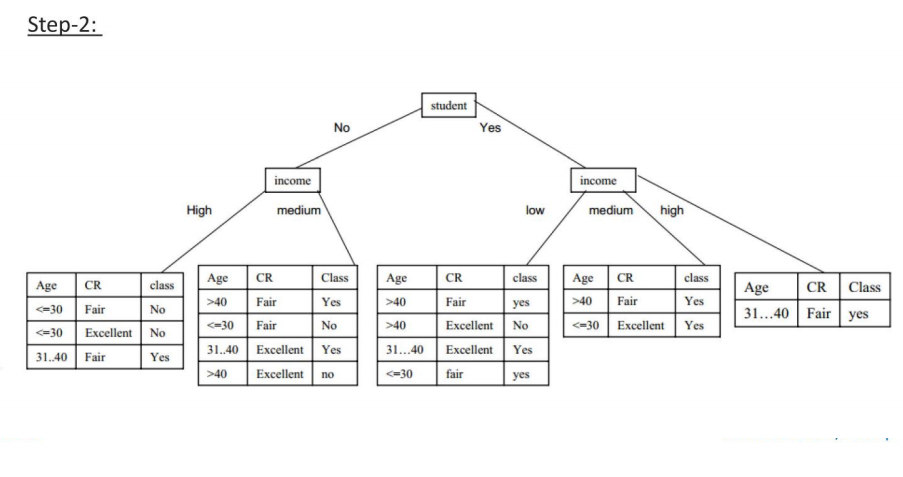 Step-2:
student
No Yes
income income
High medium low medium high
Age CR class
<=30 Fair No
<=30 Excellent No
31..40 Fair Yes
Age CR Class
>40 Fair Yes
<=30 Fair No
31..40 Excellent Yes
>40 Excellent no
Age CR class
>40 Fair yes
>40 Excellent No
31...40 Excellent Yes
<=30 fair yes
Age CR class
>40 Fair Yes
<=30 Excellent Yes
Age CR Class
31...40 Fair yes